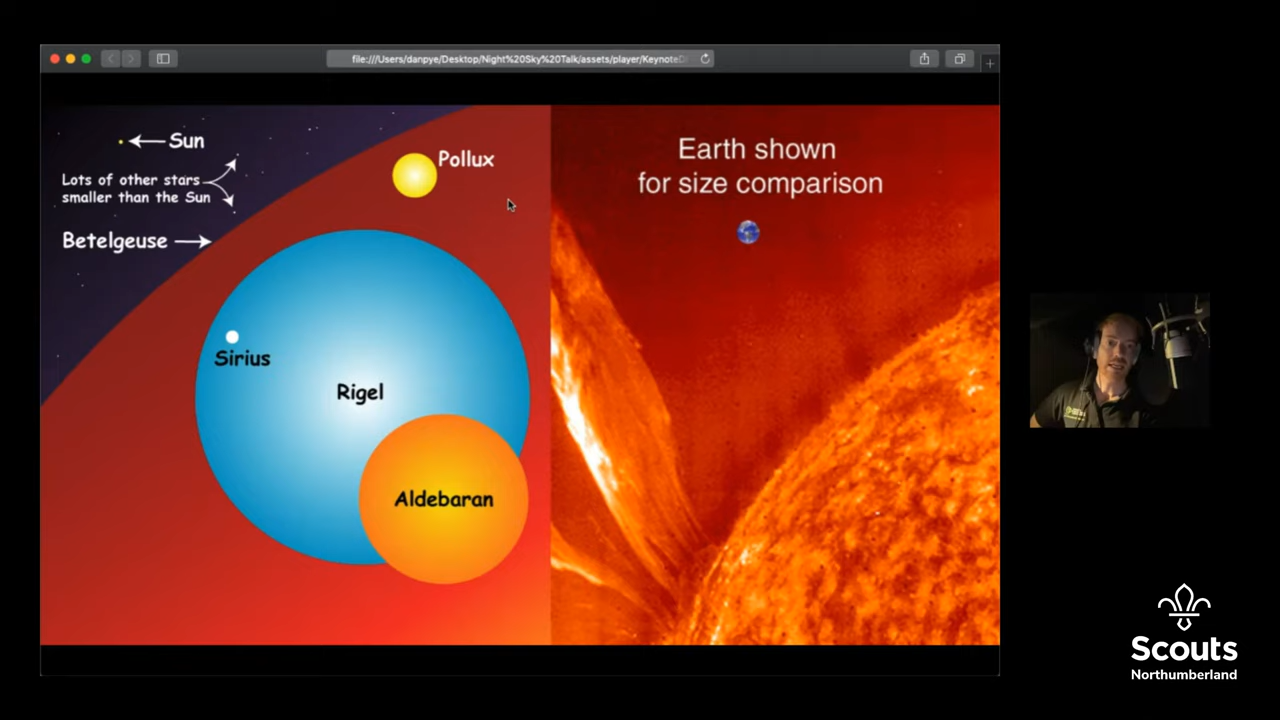 file:///Users/danpye/Desktop/Night%20Sky%20Talk/assets/player/KeynoteD
Sun
Lots of other stars
smaller than the Sun
Betelgeuse
Pollux
Sirius
Rigel
Aldebaran
Earth shown
for size comparison
Scouts
Northumberland